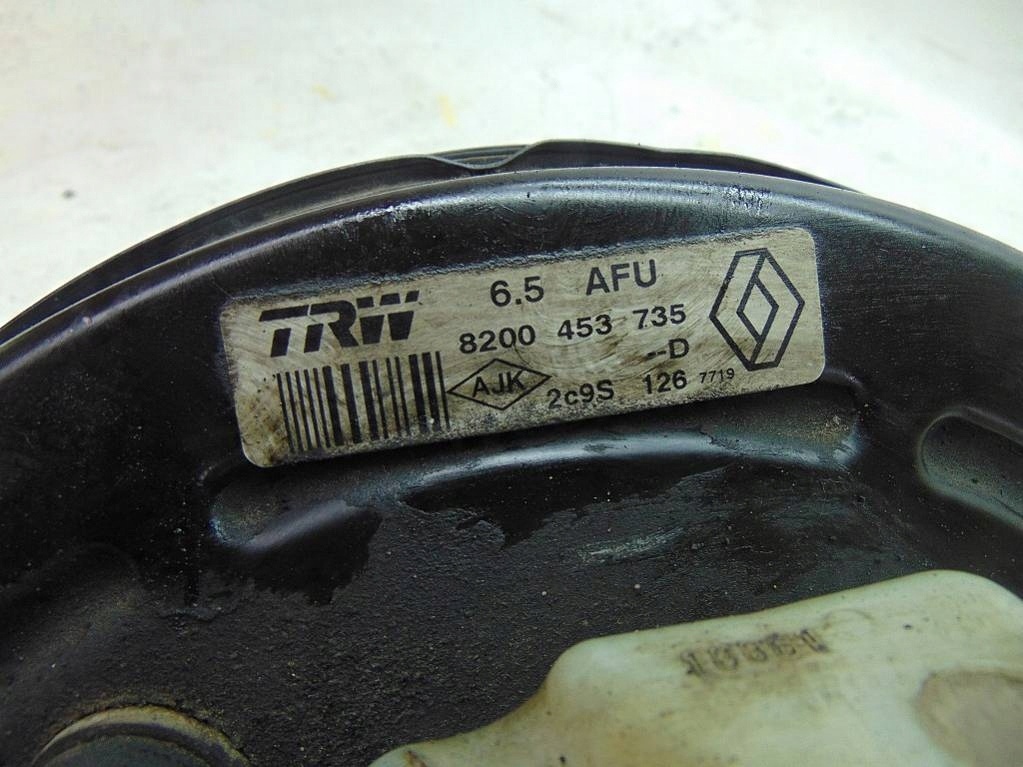 TRW 6.5 AFU
8200 453 735
--D
AJK 2c9S 126 7719